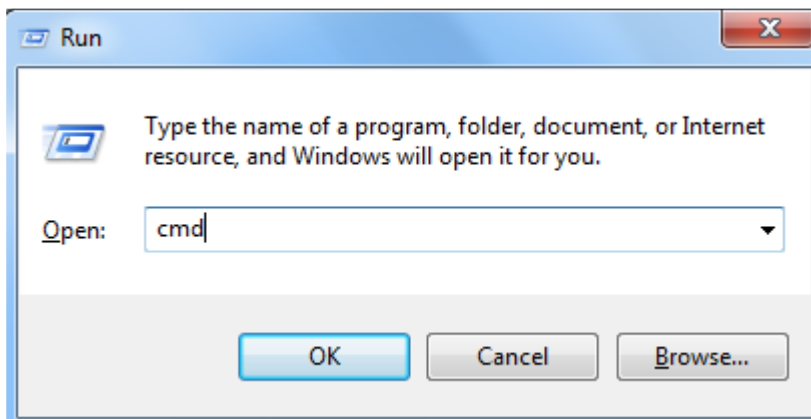 Run
Type the name of a program, folder, document, or Internet
resource, and Windows will open it for you.
Open: cmd
OK Cancel Browse...